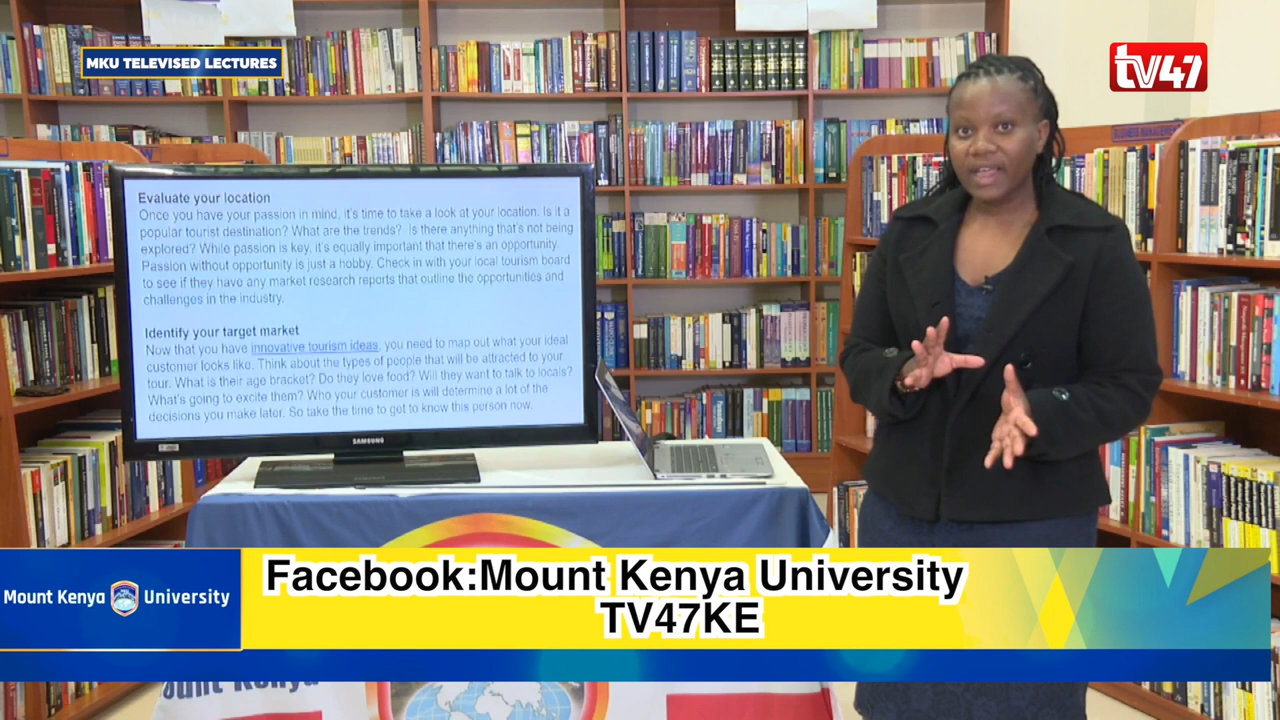 MKU TELEVISED LECTURES
tv47
BUSINESS MANAGEMENT
Evaluate your location
Once you have your passion in mind, it's time to take a look at your location. Is it a
popular tourist destination? What are the trends? Is there anything that's not being
explored? While passion is key, it's equally important that there's an opportunity.
Passion without opportunity is just a hobby. Check in with your local tourism board
to see if they have any market research reports that outline the opportunities and
challenges in the industry.
Identify your target market
Now that you have innovative tourism ideas, you need to map out what your ideal
customer looks like. Think about the types of people that will be attracted to your
tour. What is their age bracket? Do they love food? Will they want to talk to locals?
What's going to excite them? Who your customer is will determine a lot of the
decisions you make later. So take the time to get to know this person now.
SAMSUNG
Mount Kenya University
Facebook:Mount Kenya University
TV47KE
ount Kenya